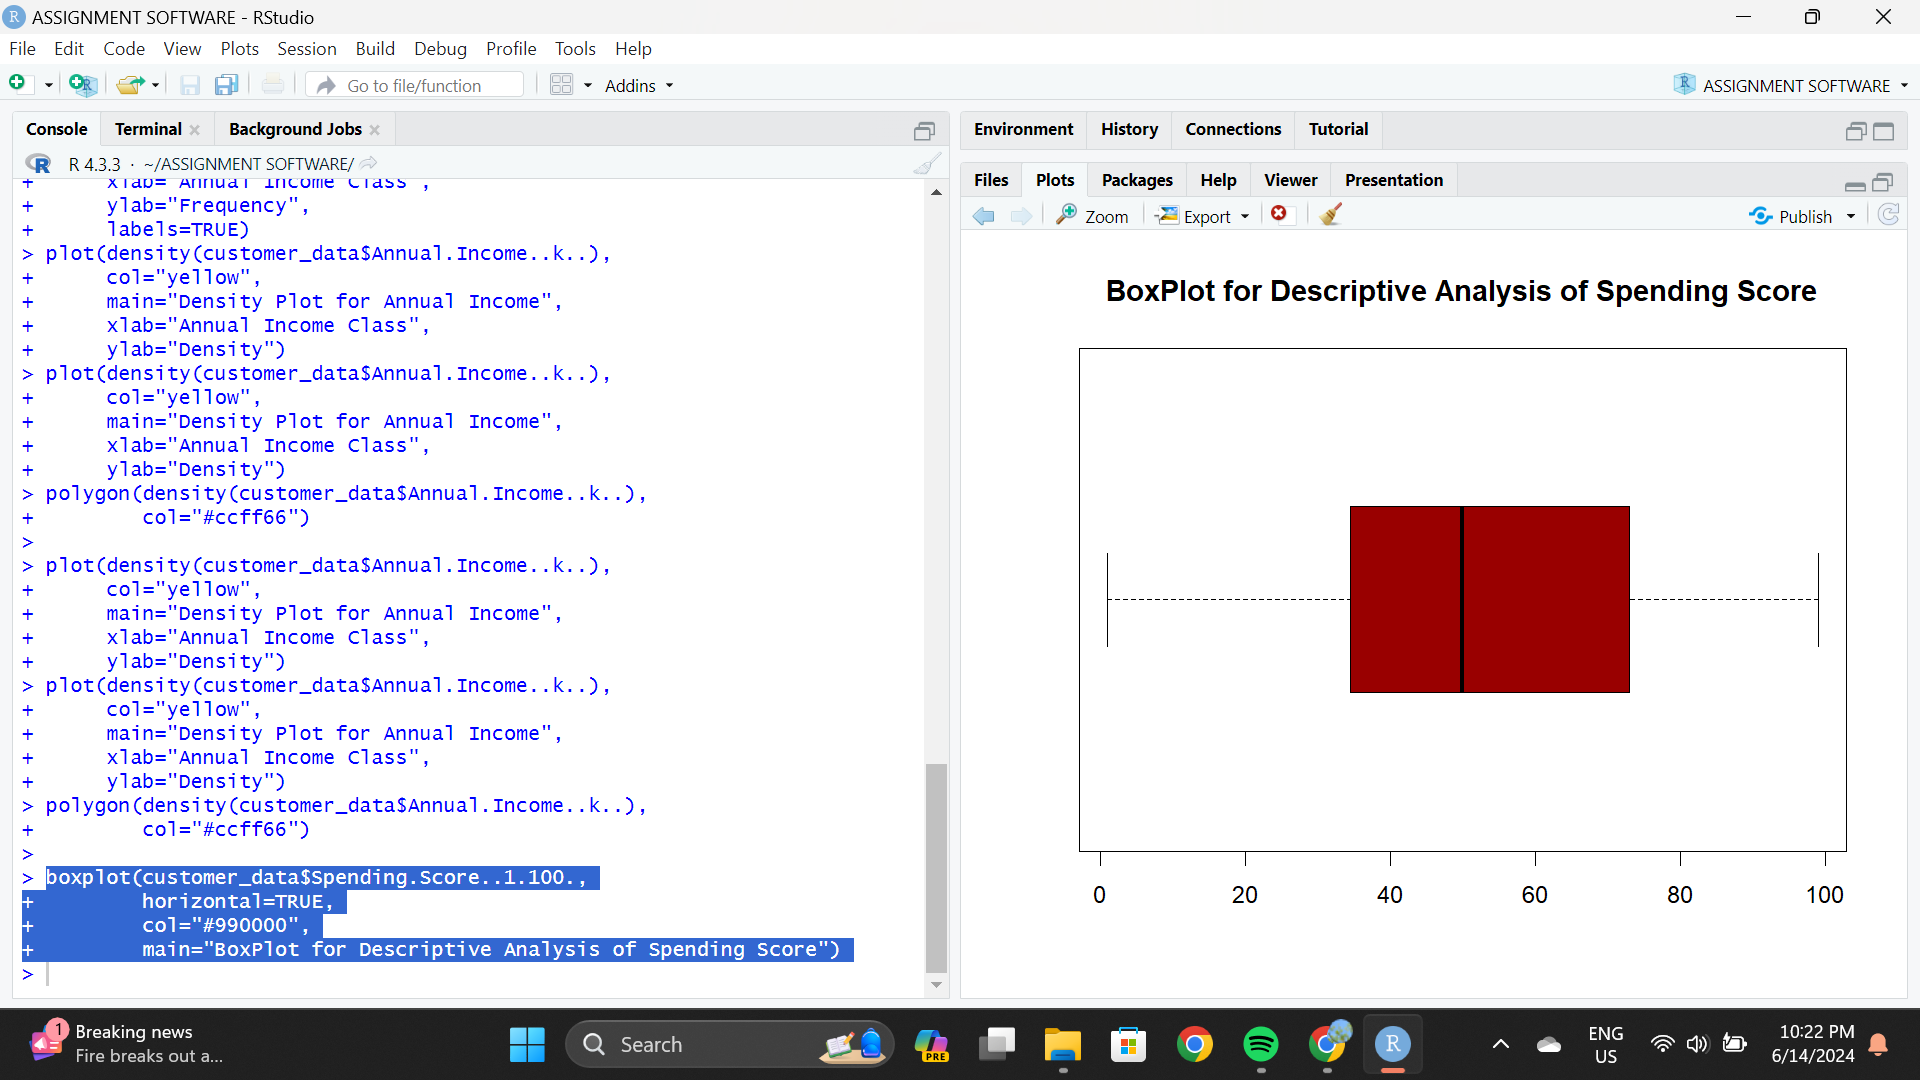 ASSIGNMENT SOFTWARE - RStudio
File Edit Code View Plots Session Build Debug Profile Tools Help
Go to file/function Addins ASSIGNMENT SOFTWARE
Console Terminal Background Jobs
R 4.3.3 · ~/ASSIGNMENT SOFTWARE/
+ xlab="Annual Income Class",
+ ylab="Frequency",
+ labels=TRUE)
> plot(density(customer_data$Annual.Income..k..),
+ col="yellow",
+ main="Density Plot for Annual Income",
+ xlab="Annual Income Class",
+ ylab="Density")
> plot(density(customer_data$Annual.Income..k..),
+ col="yellow",
+ main="Density Plot for Annual Income",
+ xlab="Annual Income Class",
+ ylab="Density")
> polygon(density(customer_data$Annual.Income..k..),
+ col="#ccff66")
>
> plot(density(customer_data$Annual.Income..k..),
+ col="yellow",
+ main="Density Plot for Annual Income",
+ xlab="Annual Income Class",
+ ylab="Density")
> plot(density(customer_data$Annual.Income..k..),
+ col="yellow",
+ main="Density Plot for Annual Income",
+ xlab="Annual Income Class",
+ ylab="Density")
> polygon(density(customer_data$Annual.Income..k..),
+ col="#ccff66")
>
> boxplot(customer_data$Spending.Score..1.100.,
+ horizontal=TRUE,
+ col="#990000",
+ main="BoxPlot for Descriptive Analysis of Spending Score")
>
Environment History Connections Tutorial
Files Plots Packages Help Viewer Presentation
Zoom Export Publish
BoxPlot for Descriptive Analysis of Spending Score
0 20 40 60 80 100
1 Breaking news
Fire breaks out a...
Search
PRE
R
ENG
US
10:22 PM
6/14/2024